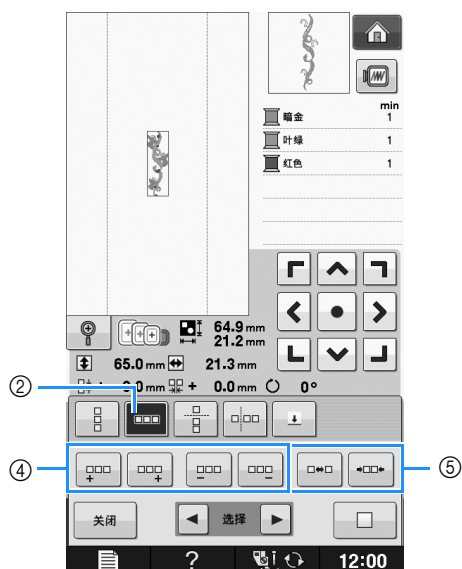 min
暗金 1
叶绿 1
红色 1
64.9 mm
21.2 mm
65.0 mm 21.3 mm
+ 0.0 mm + 0.0 mm 0°
②
④
⑤
关闭 选择
? 12:00